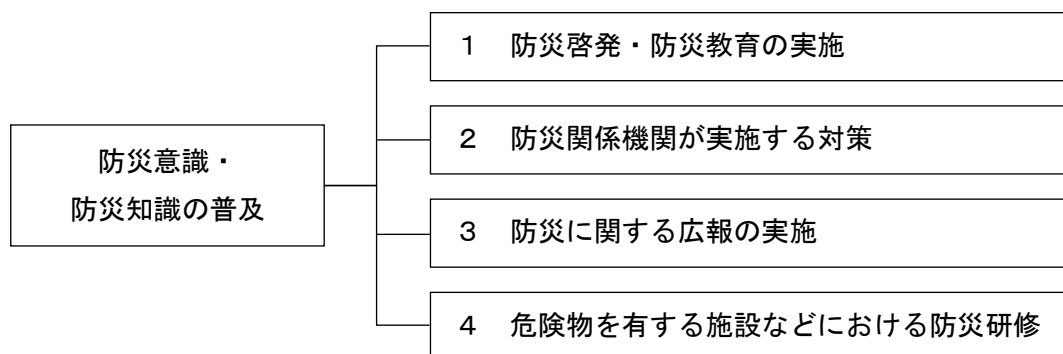 防災意識・
防災知識の普及
１　防災啓発・防災教育の実施
２　防災関係機関が実施する対策
３　防災に関する広報の実施
４　危険物を有する施設などにおける防災研修